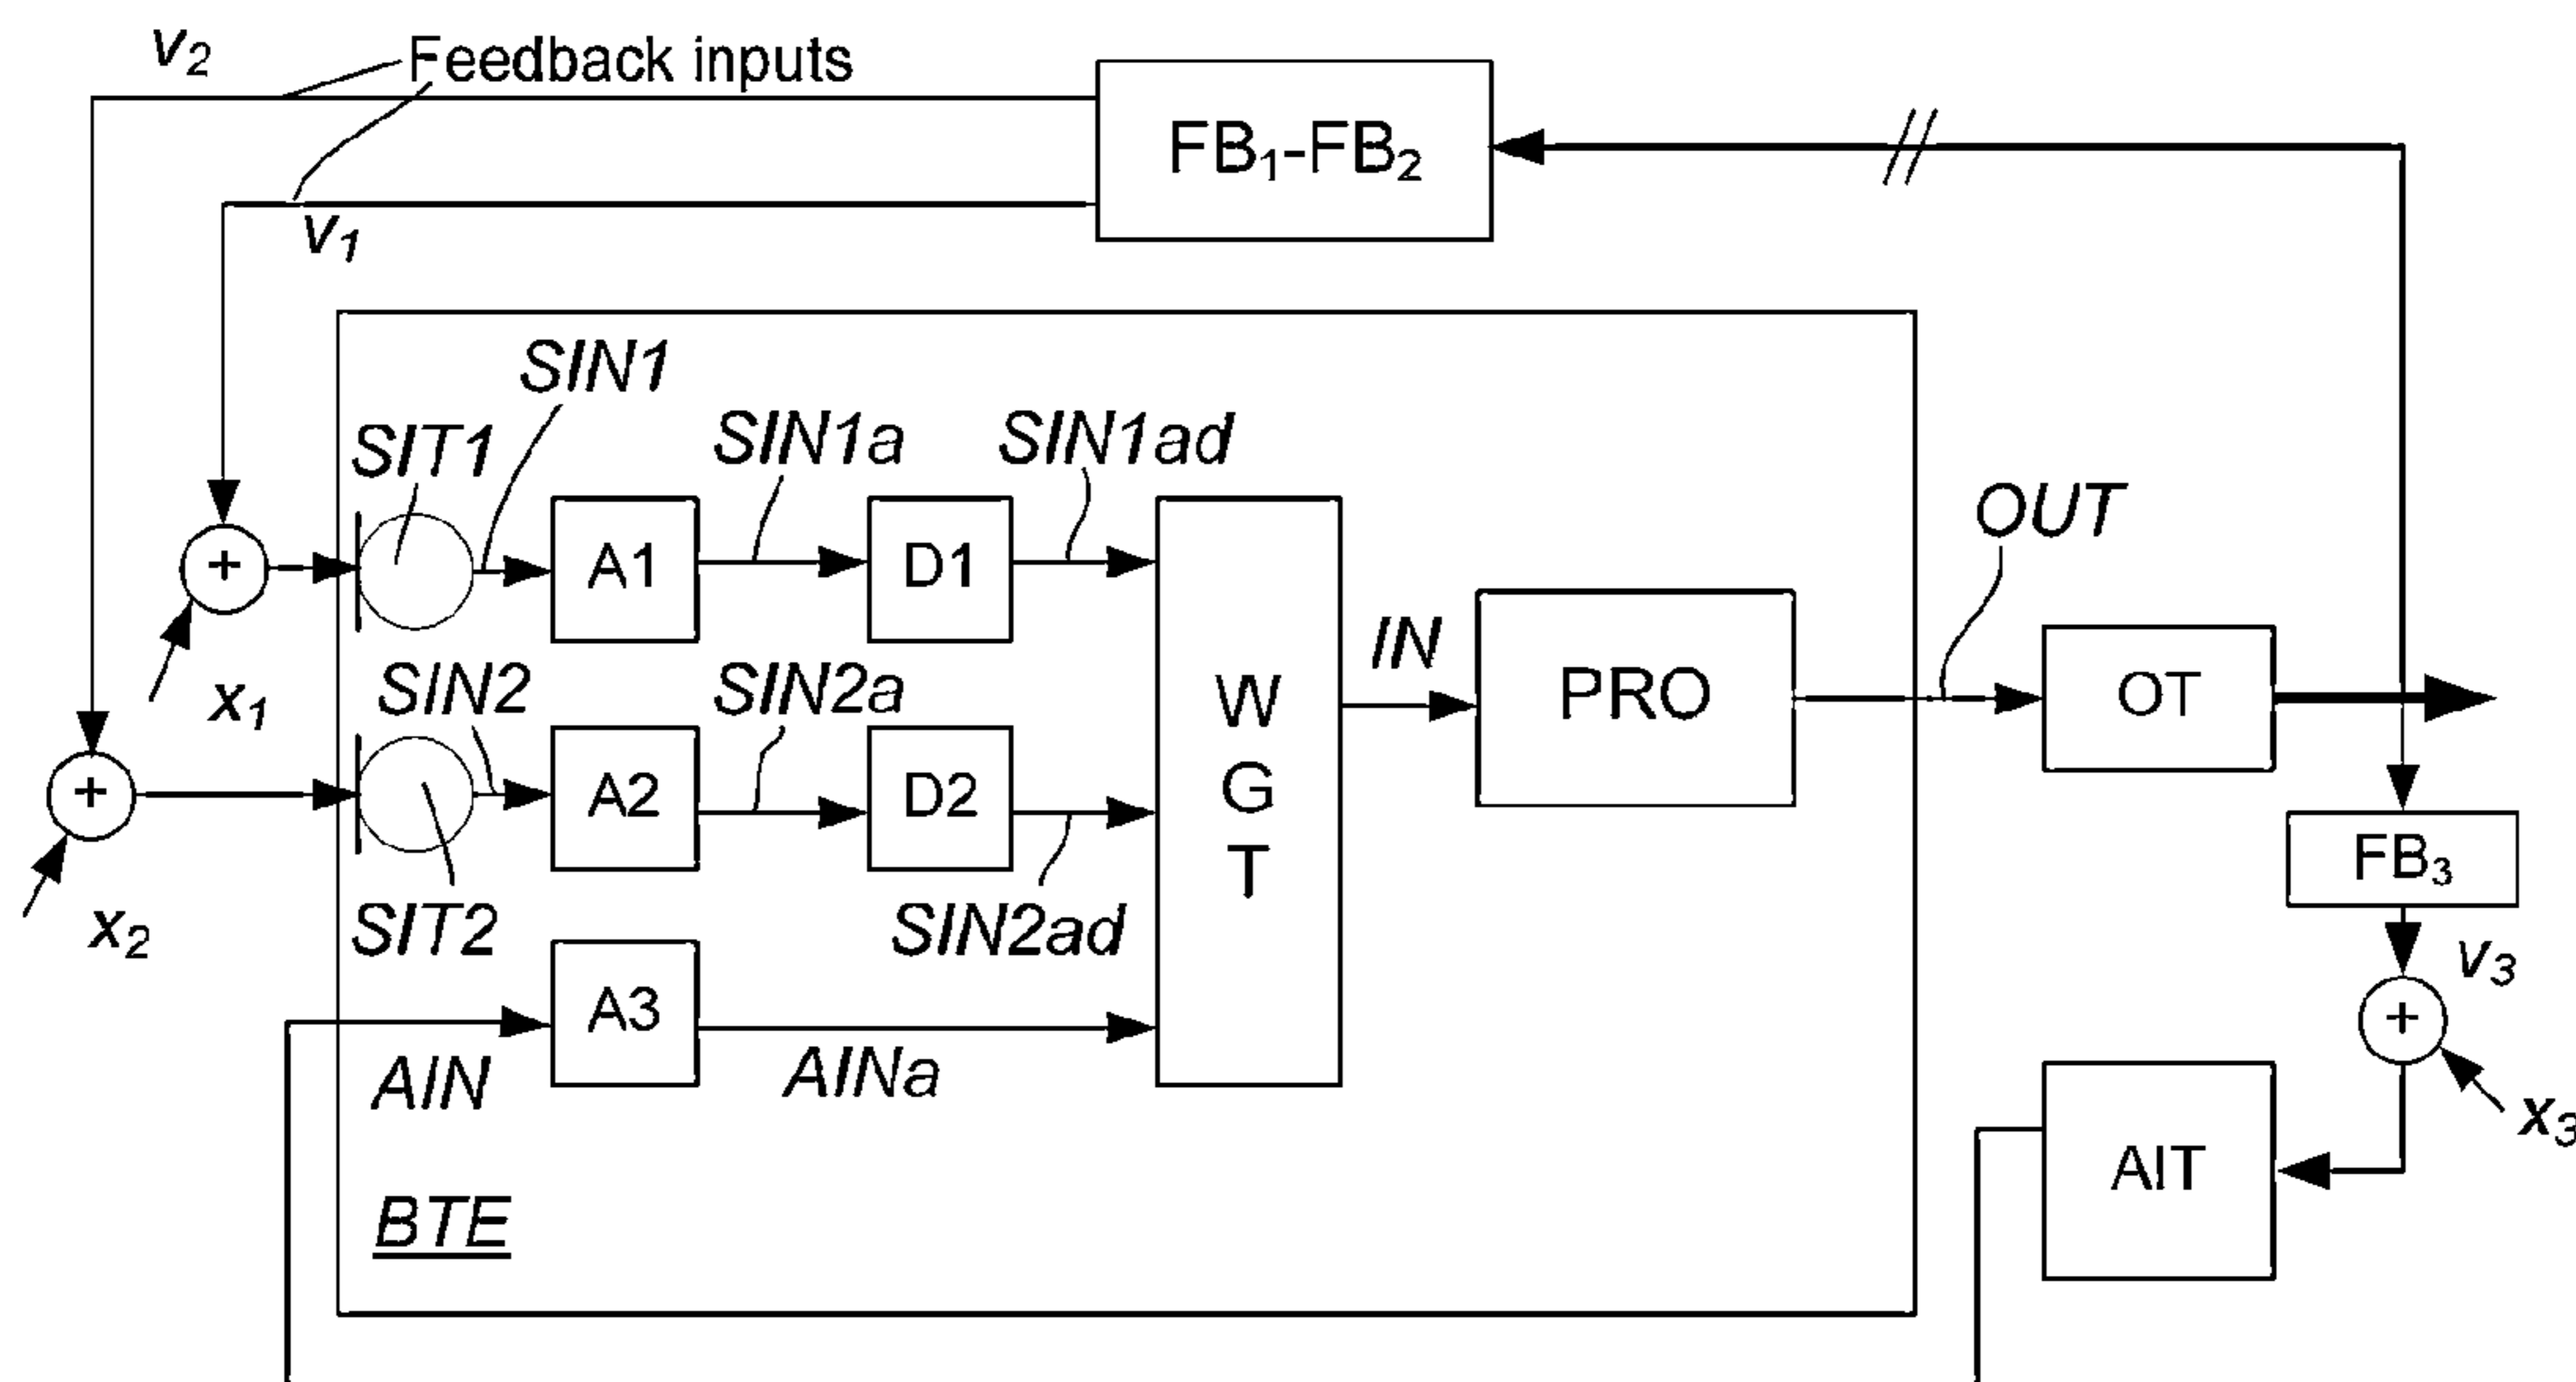 v2
Feedback inputs
FB1-FB2
v1
SIN1
SIT1
SIN1a
SIN1ad
OUT
+
A1
D1
IN
x1
SIN2
SIN2a
W
G
T
PRO
OT
+
A2
D2
FB3
x2
SIT2
SIN2ad
v3
A3
+
AIN
AINa
x3
AIT
BTE